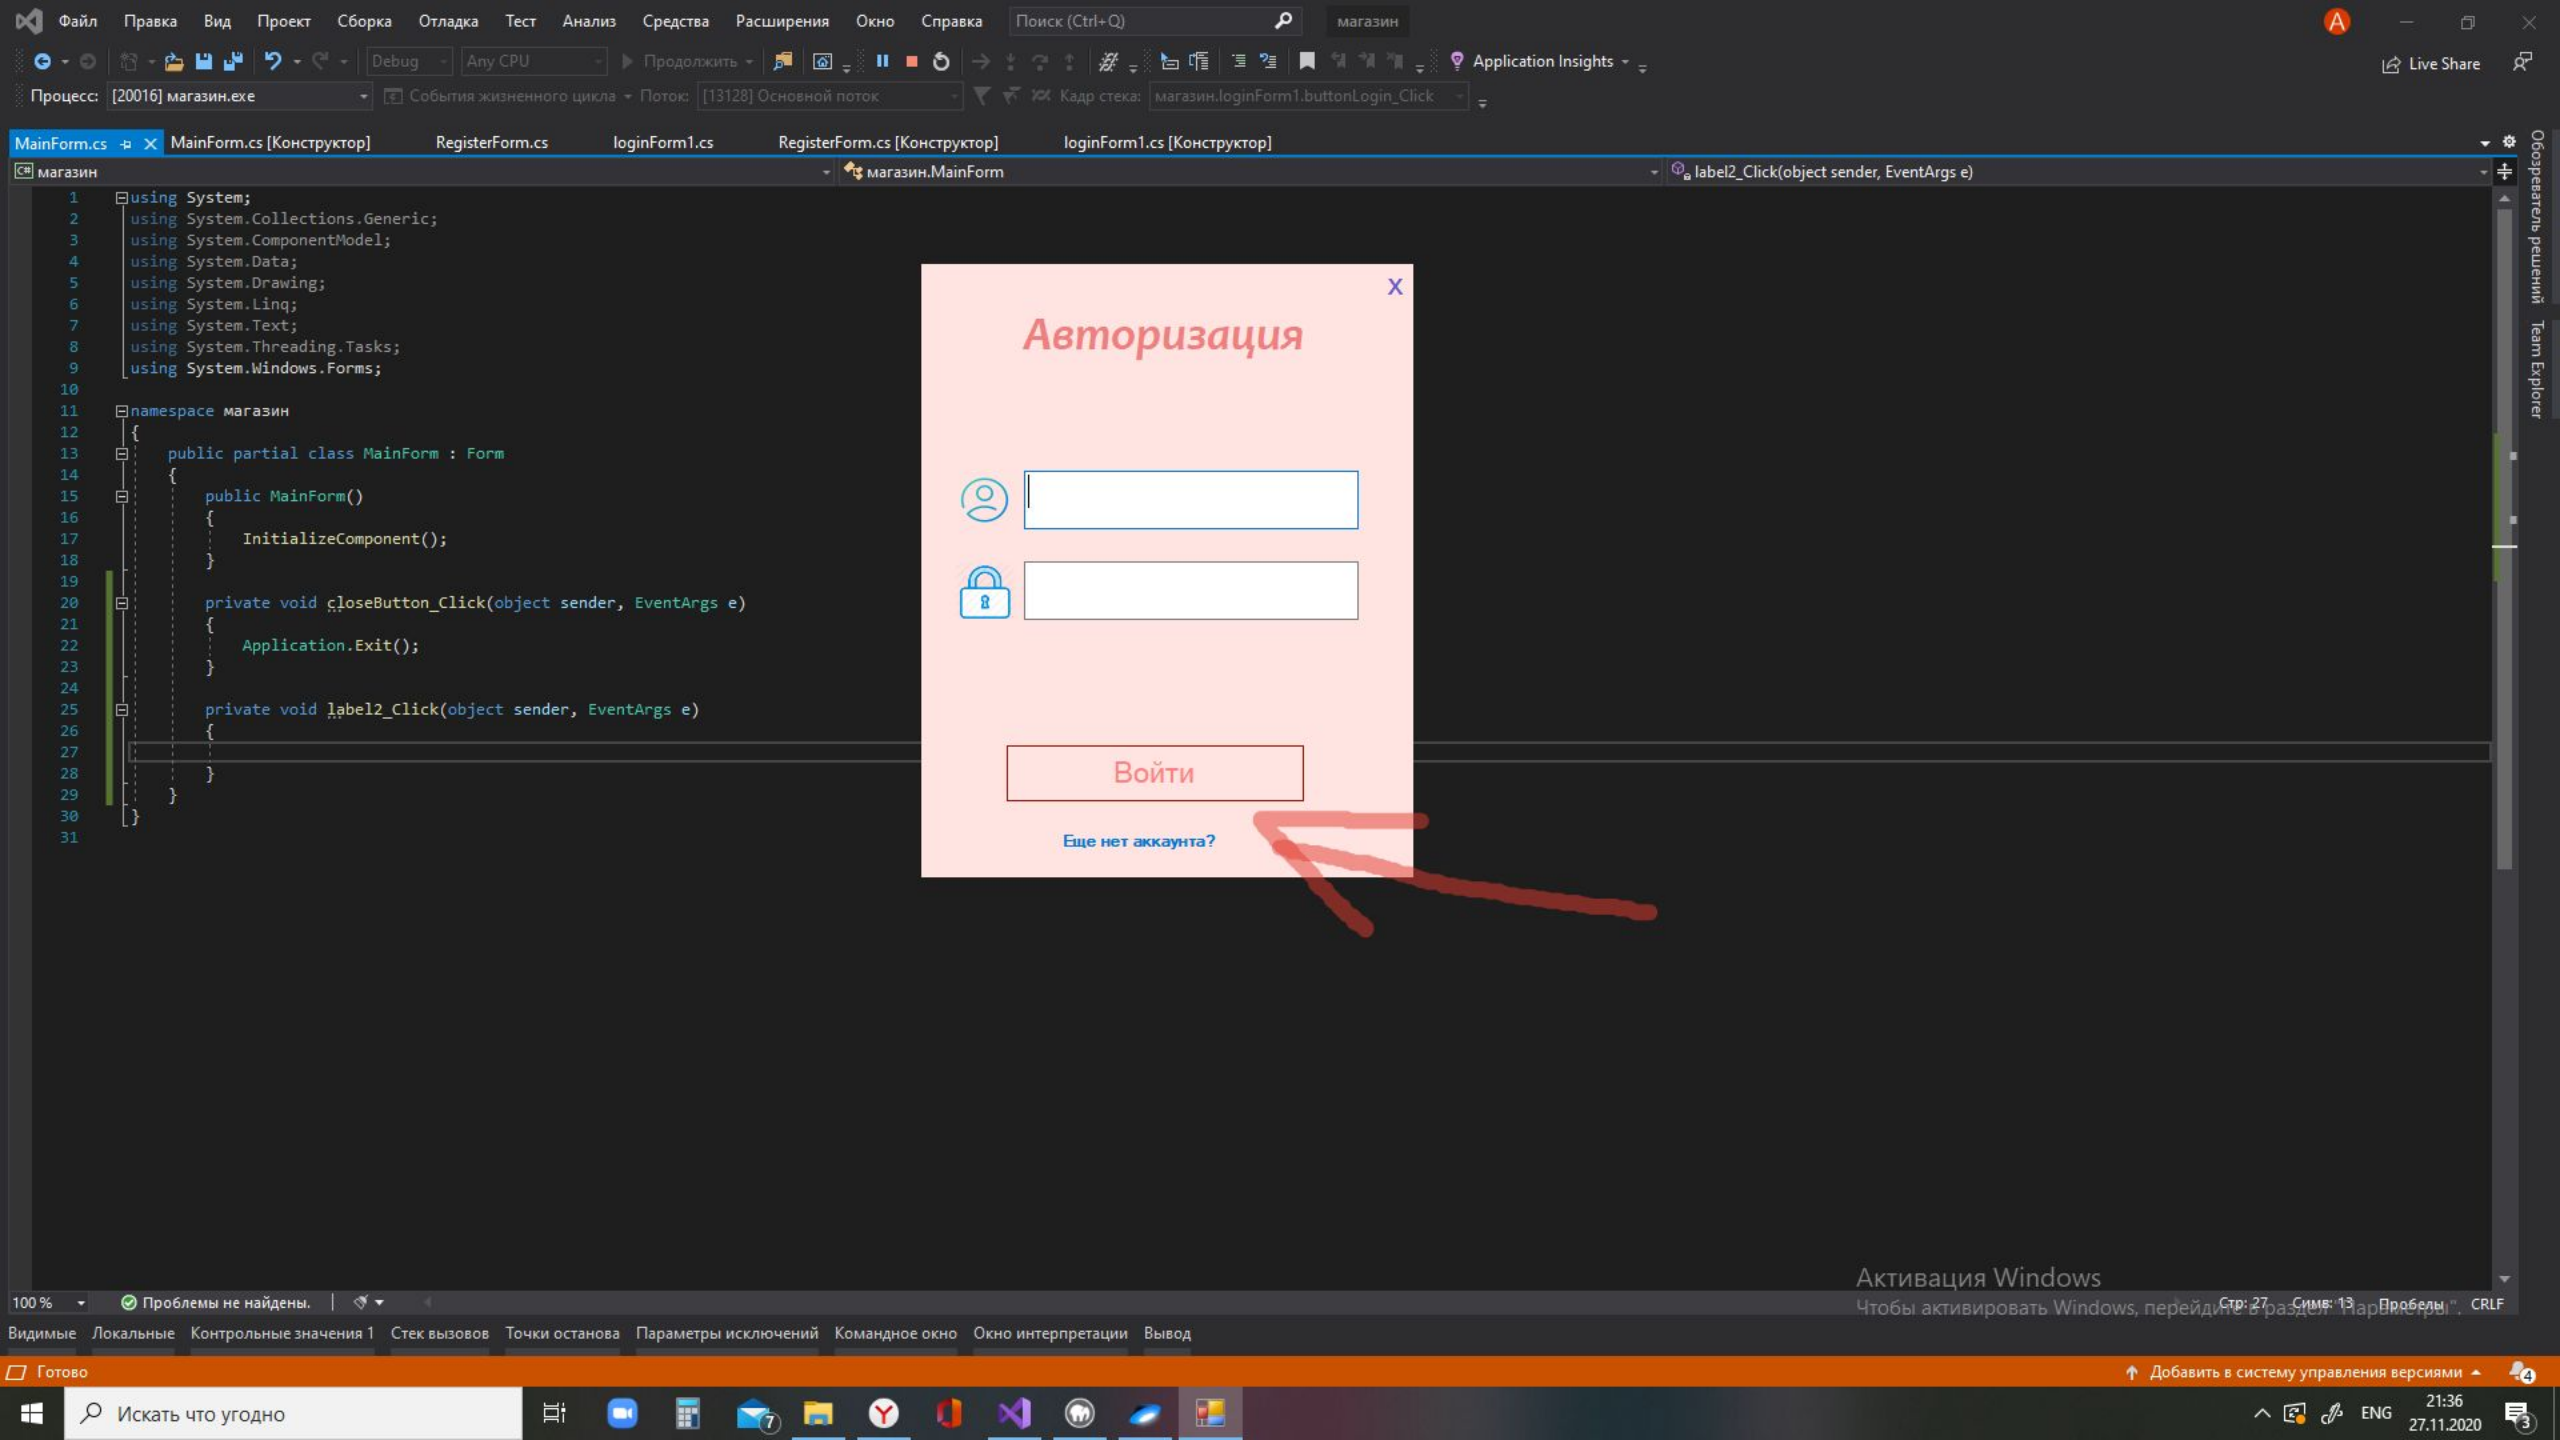 Файл Правка Вид Проект Сборка Отладка Тест Анализ Средства Расширения Окно Справка Поиск (Ctrl+Q) магазин А
Debug Any CPU Продолжить Application Insights Live Share
Процесс: [20016] магазин.exe События жизненного цикла Поток: [13128] Основной поток Кадр стека: магазин.loginForm1.buttonLogin_Click
MainForm.cs MainForm.cs [Конструктор] RegisterForm.cs loginForm1.cs RegisterForm.cs [Конструктор] loginForm1.cs [Конструктор]
C# магазин магазин.MainForm label2_Click(object sender, EventArgs e)
Обозреватель решений
Team Explorer
1 using System;
2 using System.Collections.Generic;
3 using System.ComponentModel;
4 using System.Data;
5 using System.Drawing;
6 using System.Linq;
7 using System.Text;
8 using System.Threading.Tasks;
9 using System.Windows.Forms;
10
11 namespace магазин
12 {
13 public partial class MainForm : Form
14 {
15 public MainForm()
16 {
17 InitializeComponent();
18 }
19
20 private void closeButton_Click(object sender, EventArgs e)
21 {
22 Application.Exit();
23 }
24
25 private void label2_Click(object sender, EventArgs e)
26 {
27
28 }
29 }
30 }
31
X
Авторизация
Войти
Еще нет аккаунта?
Активация Windows
Чтобы активировать Windows, перейдите в раздел "Параметры".
100 % Проблемы не найдены. Стр: 27 Симв: 13 Пробелы CRLF
Видимые Локальные Контрольные значения 1 Стек вызовов Точки останова Параметры исключений Командное окно Окно интерпретации Вывод
Готово Добавить в систему управления версиями 4
Искать что угодно 7 ENG 21:36
27.11.2020 3